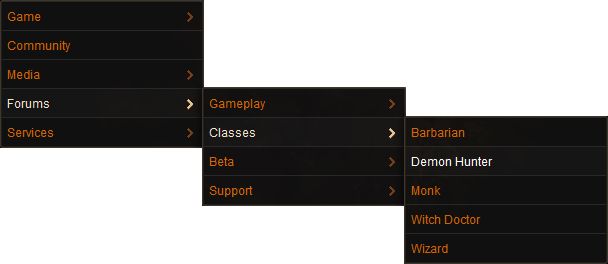 Game
Community
Media
Forums
Services
Gameplay
Classes
Beta
Support
Barbarian
Demon Hunter
Monk
Witch Doctor
Wizard